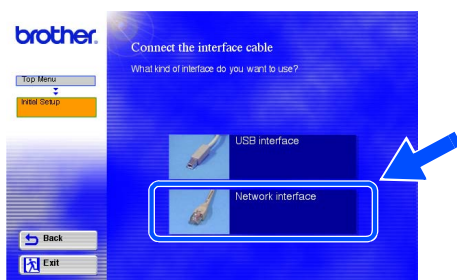 brother.
Connect the interface cable
What kind of interface do you want to use?
Top Menu
Initial Setup
USB interface
Network interface
Back
Exit